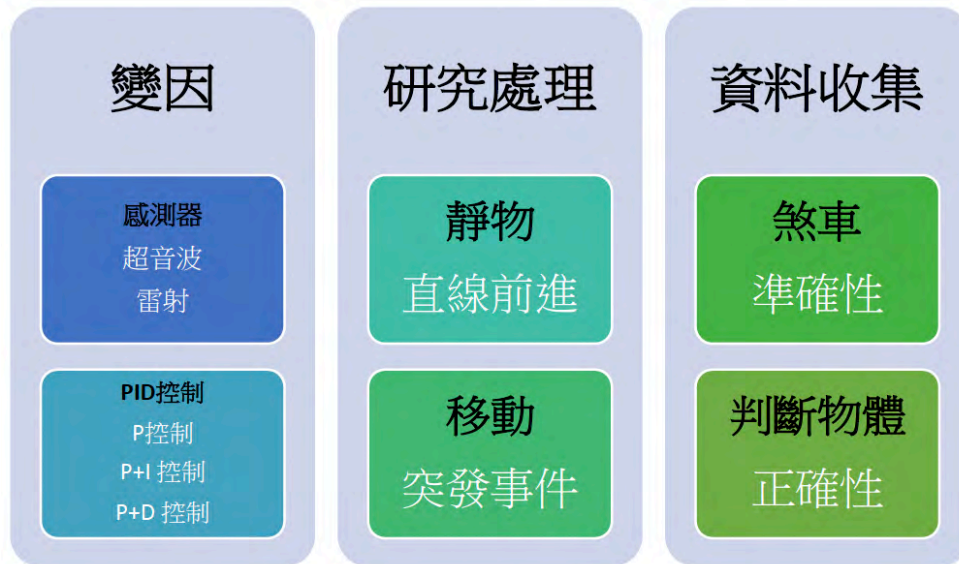 變因
感測器
超音波
雷射
PID控制
P控制
P+I 控制
P+D 控制
研究處理
靜物
直線前進
移動
突發事件
資料收集
煞車
準確性
判斷物體
正確性